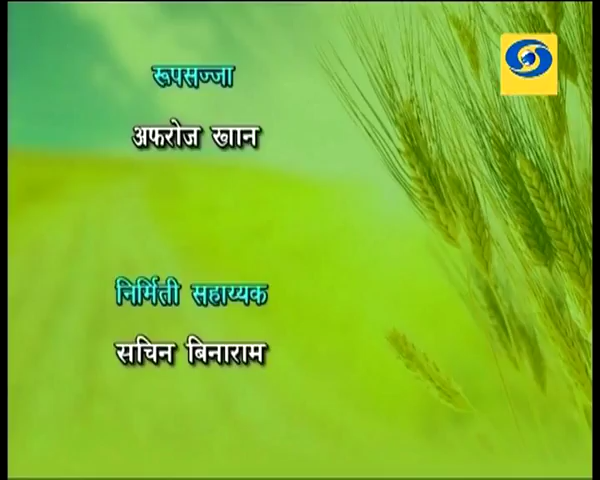 रूपसज्जा
अफरोज खाान
निर्मिती सहाय्यक
सचिन बिनाराम